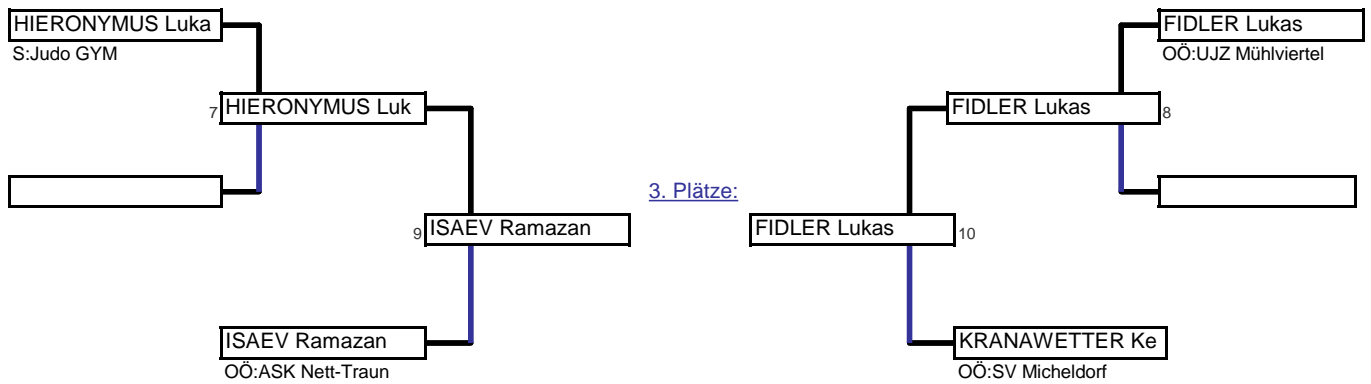 HIERONYMUS Luka
S:Judo GYM
FIDLER Lukas
OÖ:UJZ Mühlviertel
7 HIERONYMUS Luk
FIDLER Lukas 8
3. Plätze:
9 ISAEV Ramazan
FIDLER Lukas 10
ISAEV Ramazan
OÖ:ASK Nett-Traun
KRANAWETTER Ke
OÖ:SV Micheldorf